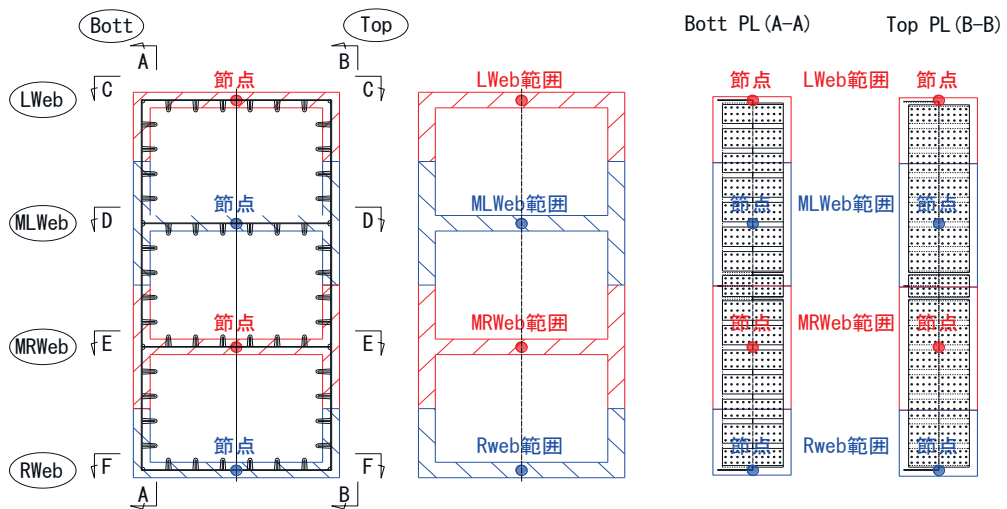 Bott
Top
Bott PL(A-A)
Top PL(B-B)
A
B
LWeb
C
節点
C
LWeb範囲
節点
LWeb範囲
節点
MLWeb
D
節点
D
MLWeb範囲
節点
MLWeb範囲
節点
MRWeb
E
節点
E
MRWeb範囲
節点
MRWeb範囲
節点
RWeb
F
節点
F
Rweb範囲
節点
Rweb範囲
節点
A
B